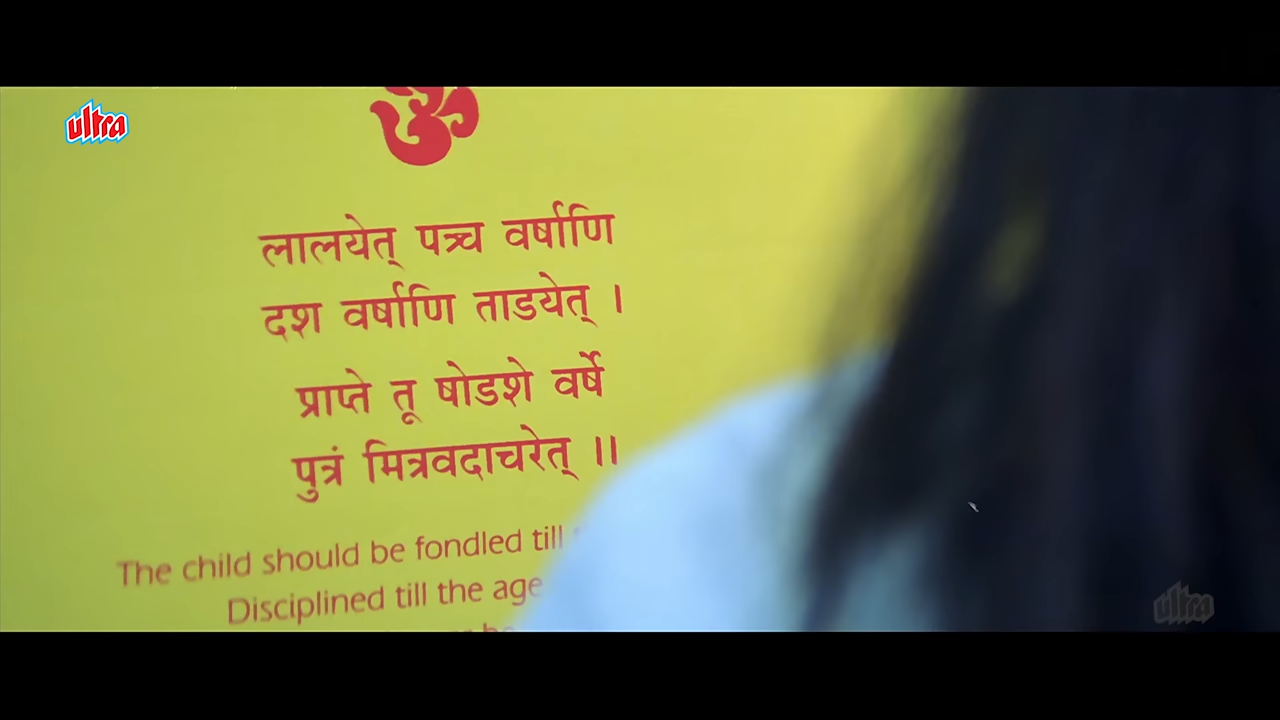 ultra
ॐ
लालयेत् पञ्च वर्षाणि
दश वर्षाणि ताडयेत् ।
प्राप्ते तू षोडशे वर्षे
पुत्रं मित्रवदाचरेत् ।।
The child should be fondled till
Disciplined till the age
ultra